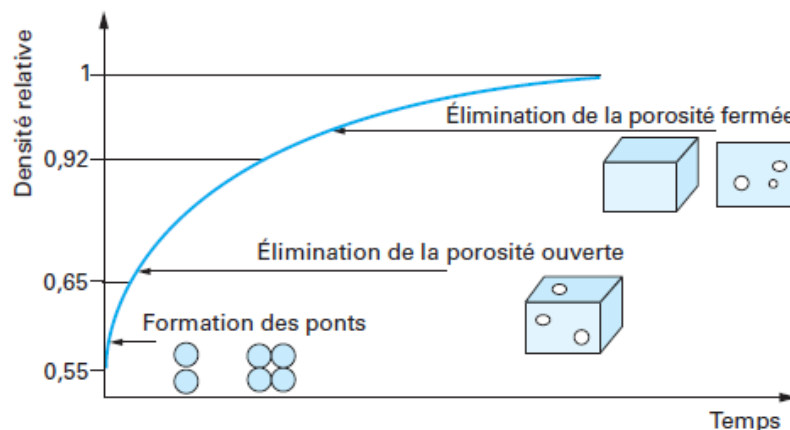 Densité relative
1
Élimination de la porosité fermée
0,92
Élimination de la porosité ouverte
0,65
Formation des ponts
0,55
Temps